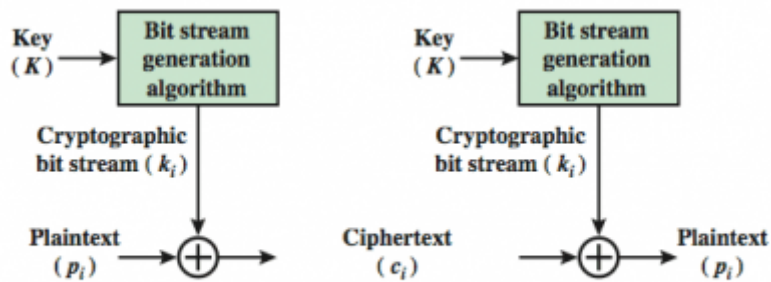 Key
(K)
Bit stream
generation
algorithm
Cryptographic
bit stream ( kᵢ )
Plaintext
( pᵢ )
Ciphertext
( cᵢ )
Key
(K)
Bit stream
generation
algorithm
Cryptographic
bit stream ( kᵢ )
Plaintext
( pᵢ )